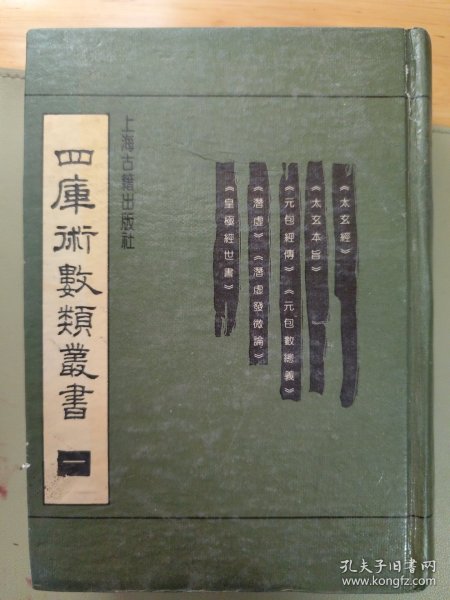 四庫術數類叢書
一
上海古籍出版社
《太玄經》
《太玄本旨》
《元包經傳》《元包數總義》
《潛虛》《潛虛發微論》
《皇極經世書》
孔夫子旧书网
www.kongfz.com